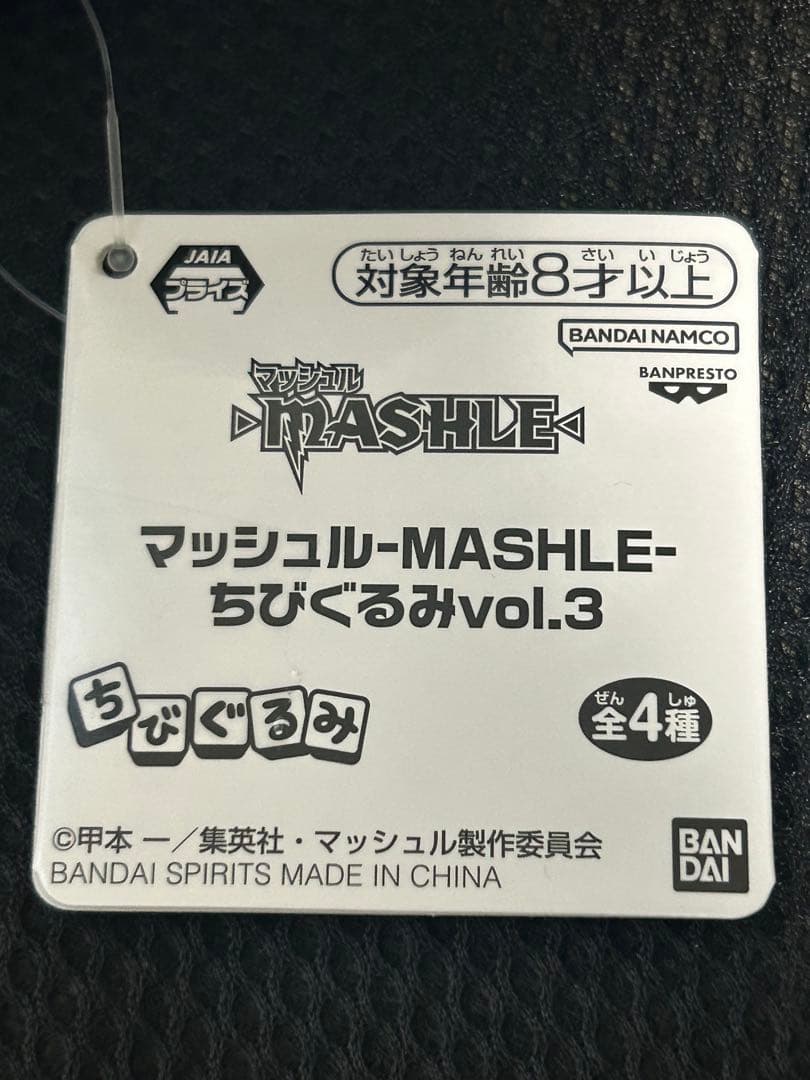 JAIA
プライズ
たいしょうねんれい さいいじょう
対象年齢8才以上
BANDAI NAMCO
BANPRESTO
マッシュル
MASHLE
マッシュル-MASHLE-
ちびぐるみvol.3
ちびぐるみ
ぜん しゅ
全4種
©甲本 一／集英社・マッシュル製作委員会
BANDAI SPIRITS MADE IN CHINA
BAN
DAI